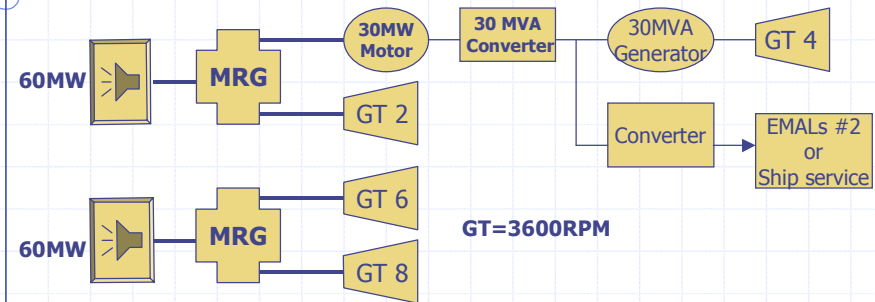 30MW
Motor
30 MVA
Converter
30MVA
Generator
GT 4
60MW
MRG
GT 2
Converter
EMALs #2
or
Ship service
GT 6
60MW
MRG
GT=3600RPM
GT 8